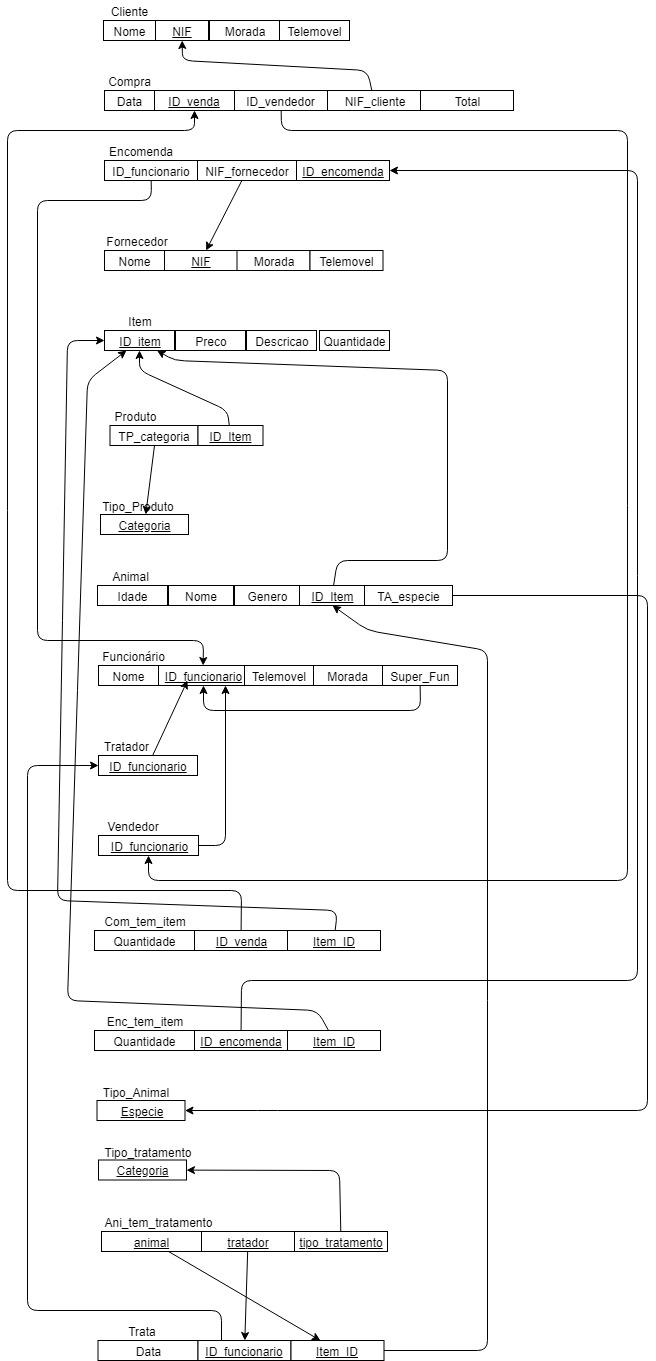 Cliente
Nome NIF Morada Telemovel
Compra
Data ID_venda ID_vendedor NIF_cliente Total
Encomenda
ID_funcionario NIF_fornecedor ID_encomenda
Fornecedor
Nome NIF Morada Telemovel
Item
ID_item Preco Descricao Quantidade
Produto
TP_categoria ID_Item
Tipo_Produto
Categoria
Animal
Idade Nome Genero ID_Item TA_especie
Funcionário
Nome ID_funcionario Telemovel Morada Super_Fun
Tratador
ID_funcionario
Vendedor
ID_funcionario
Com_tem_item
Quantidade ID_venda Item_ID
Enc_tem_item
Quantidade ID_encomenda Item_ID
Tipo_Animal
Especie
Tipo_tratamento
Categoria
Ani_tem_tratamento
animal tratador tipo_tratamento
Trata
Data ID_funcionario Item_ID